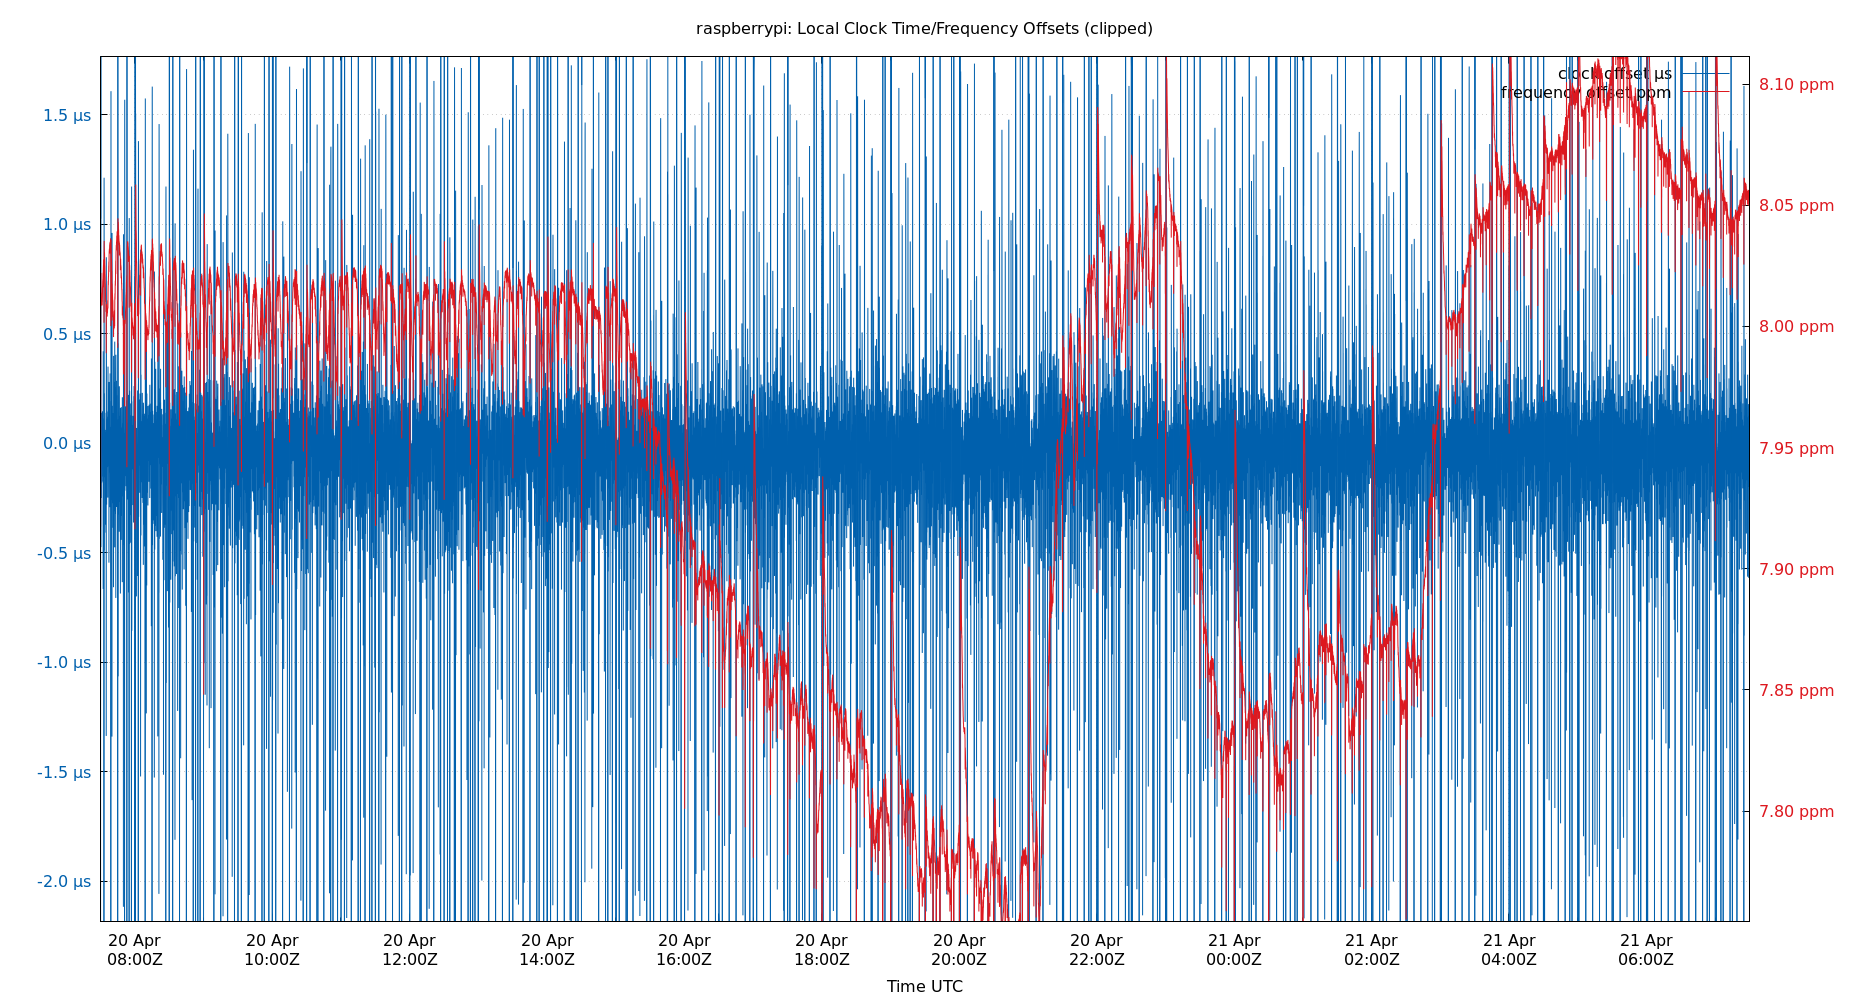 raspberrypi: Local Clock Time/Frequency Offsets (clipped)
clock offset µs
frequency offset ppm
1.5 µs
1.0 µs
0.5 µs
0.0 µs
-0.5 µs
-1.0 µs
-1.5 µs
-2.0 µs
8.10 ppm
8.05 ppm
8.00 ppm
7.95 ppm
7.90 ppm
7.85 ppm
7.80 ppm
20 Apr 20 Apr 20 Apr 20 Apr 20 Apr 20 Apr 20 Apr 20 Apr 21 Apr 21 Apr 21 Apr 21 Apr
08:00Z 10:00Z 12:00Z 14:00Z 16:00Z 18:00Z 20:00Z 22:00Z 00:00Z 02:00Z 04:00Z 06:00Z
Time UTC